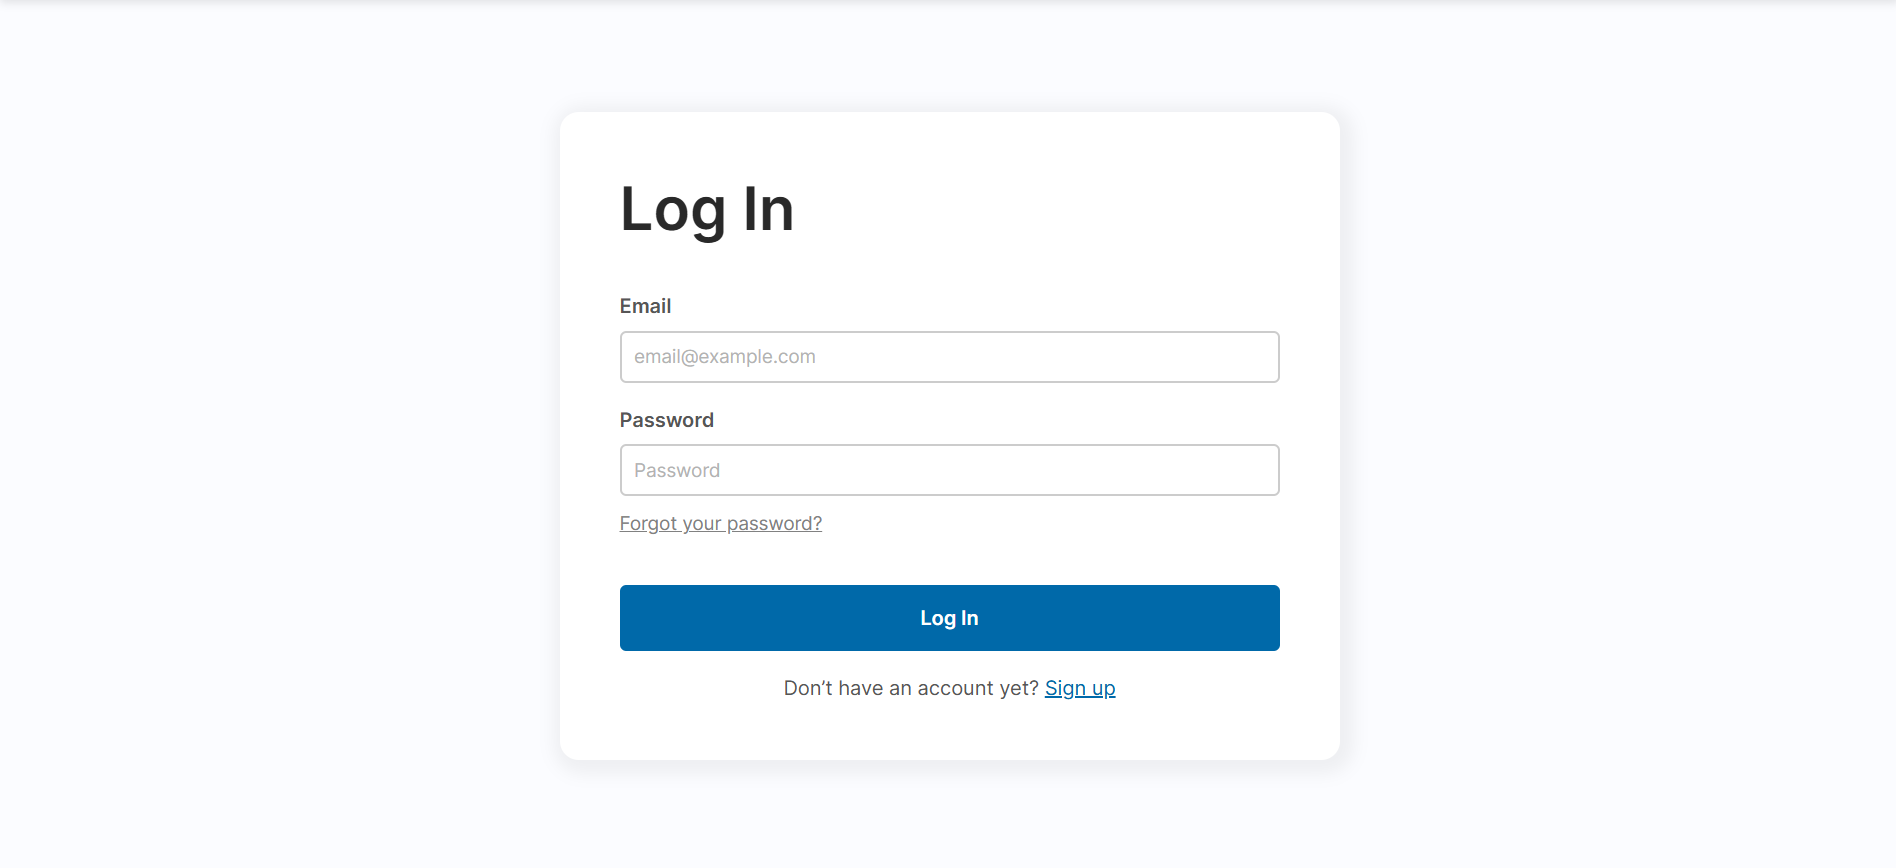 Log In
Email
email@example.com
Password
Password
Forgot your password?
Log In
Don’t have an account yet? Sign up